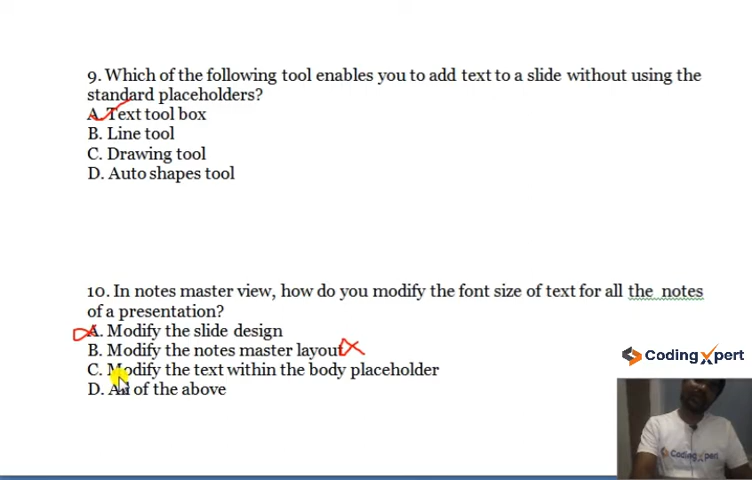 9. Which of the following tool enables you to add text to a slide without using the
standard placeholders?
A. Text tool box
B. Line tool
C. Drawing tool
D. Auto shapes tool
10. In notes master view, how do you modify the font size of text for all the notes
of a presentation?
A. Modify the slide design
B. Modify the notes master layout
C. Modify the text within the body placeholder
D. All of the above
Coding Xpert
Coding Xpert